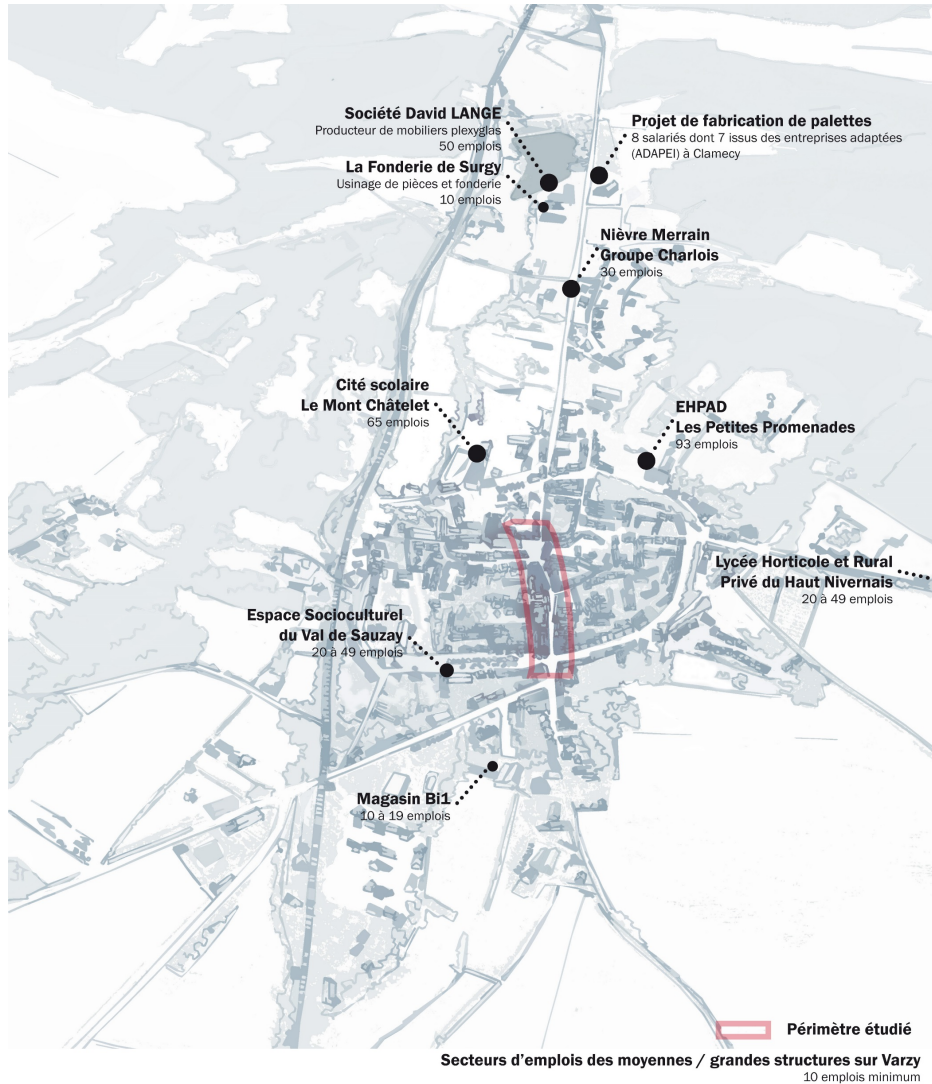 Société David LANGE
Producteur de mobiliers plexyglas
50 emplois
La Fonderie de Surgy
Usinage de pièces et fonderie
10 emplois
Projet de fabrication de palettes
8 salariés dont 7 issus des entreprises adaptées
(ADAPEI) à Clamecy
Nièvre Merrain
Groupe Charlois
30 emplois
Cité scolaire
Le Mont Châtelet
65 emplois
EHPAD
Les Petites Promenades
93 emplois
Lycée Horticole et Rural
Privé du Haut Nivernais
20 à 49 emplois
Espace Socioculturel
du Val de Sauzay
20 à 49 emplois
Magasin Bi1
10 à 19 emplois
Périmètre étudié
Secteurs d'emplois des moyennes / grandes structures sur Varzy
10 emplois minimum